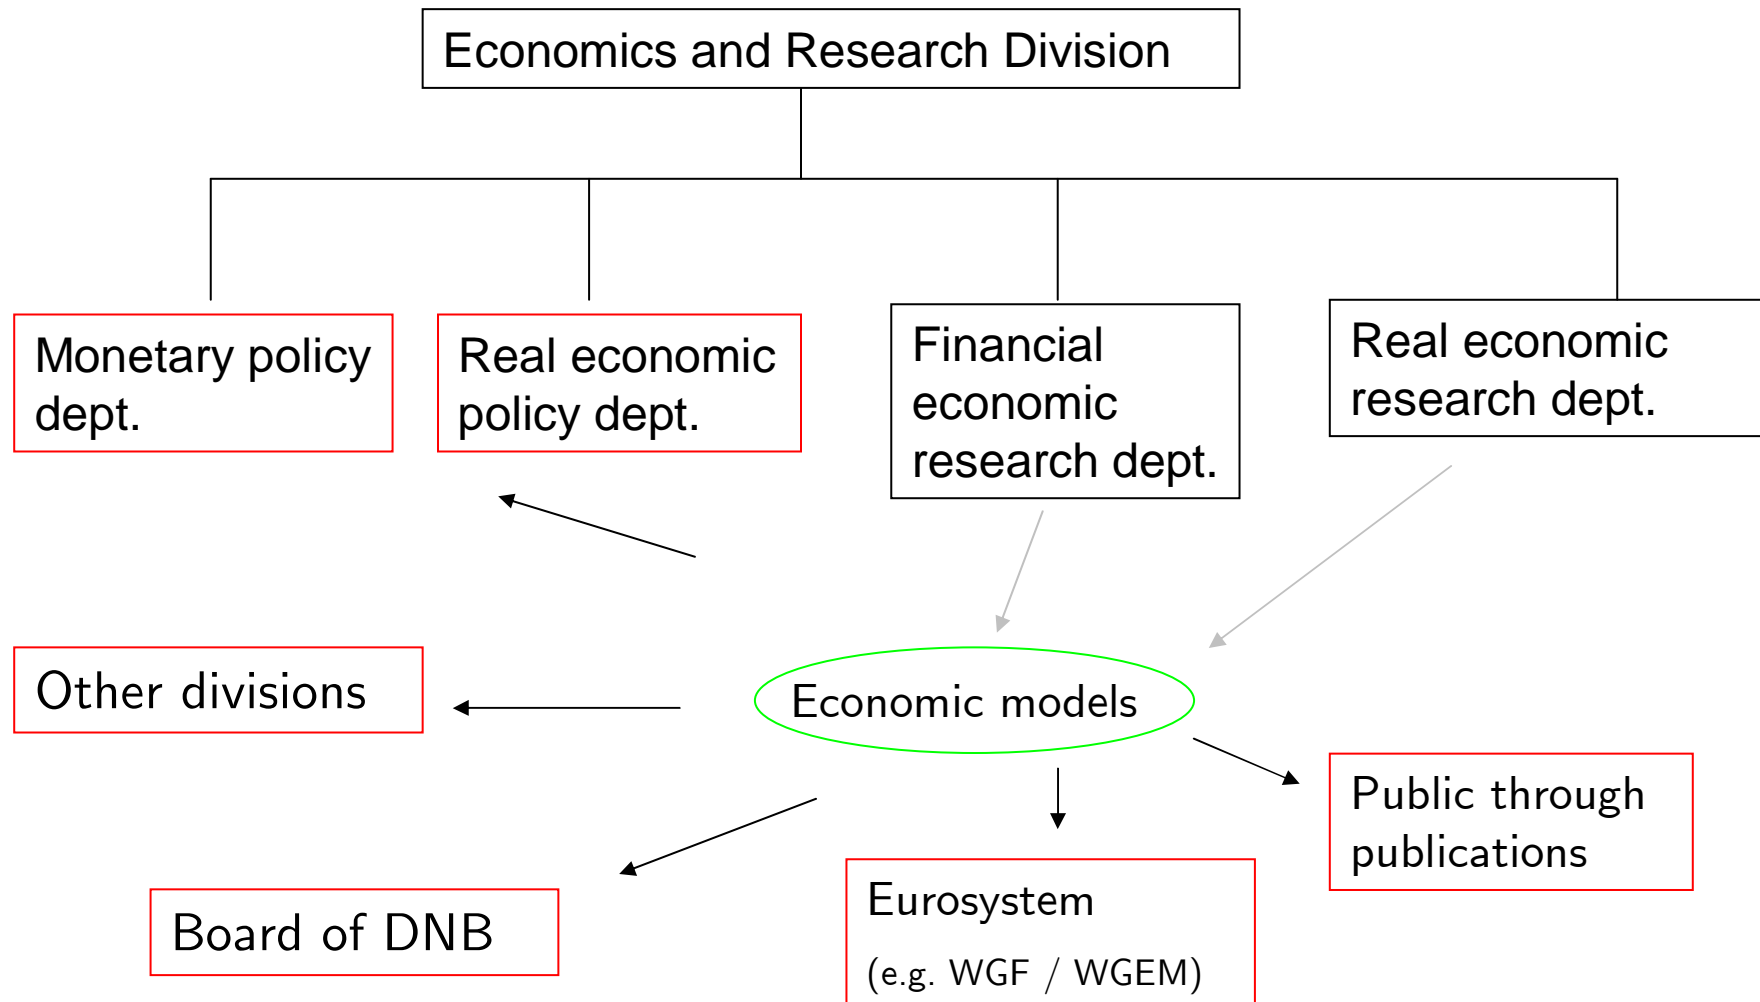 Economics and Research Division
Monetary policy
dept.
Real economic
policy dept.
Financial
economic
research dept.
Real economic
research dept.
Other divisions
Economic models
Public through
publications
Board of DNB
Eurosystem
(e.g. WGF / WGEM)